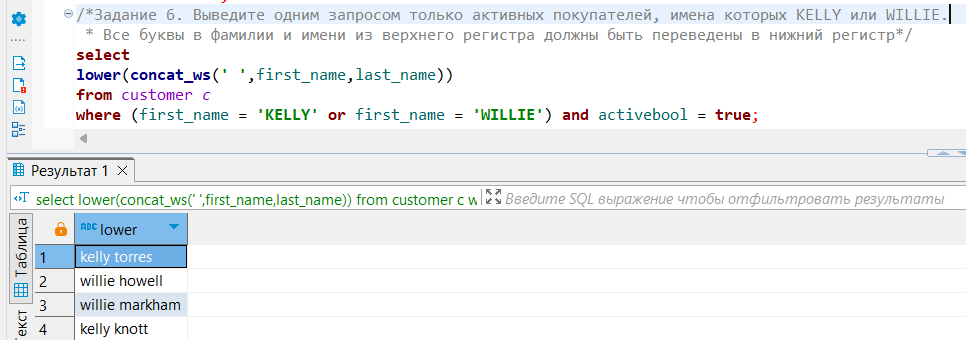 /*Задание 6. Выведите одним запросом только активных покупателей, имена которых KELLY или WILLIE.
* Все буквы в фамилии и имени из верхнего регистра должны быть переведены в нижний регистр*/
select
lower(concat_ws(' ',first_name,last_name))
from customer c
where (first_name = 'KELLY' or first_name = 'WILLIE') and activebool = true;
Результат 1
select lower(concat_ws(' ',first_name,last_name)) from customer c w
Введите SQL выражение чтобы отфильтровать результаты
Таблица
ABC lower
1 kelly torres
2 willie howell
3 willie markham
4 kelly knott